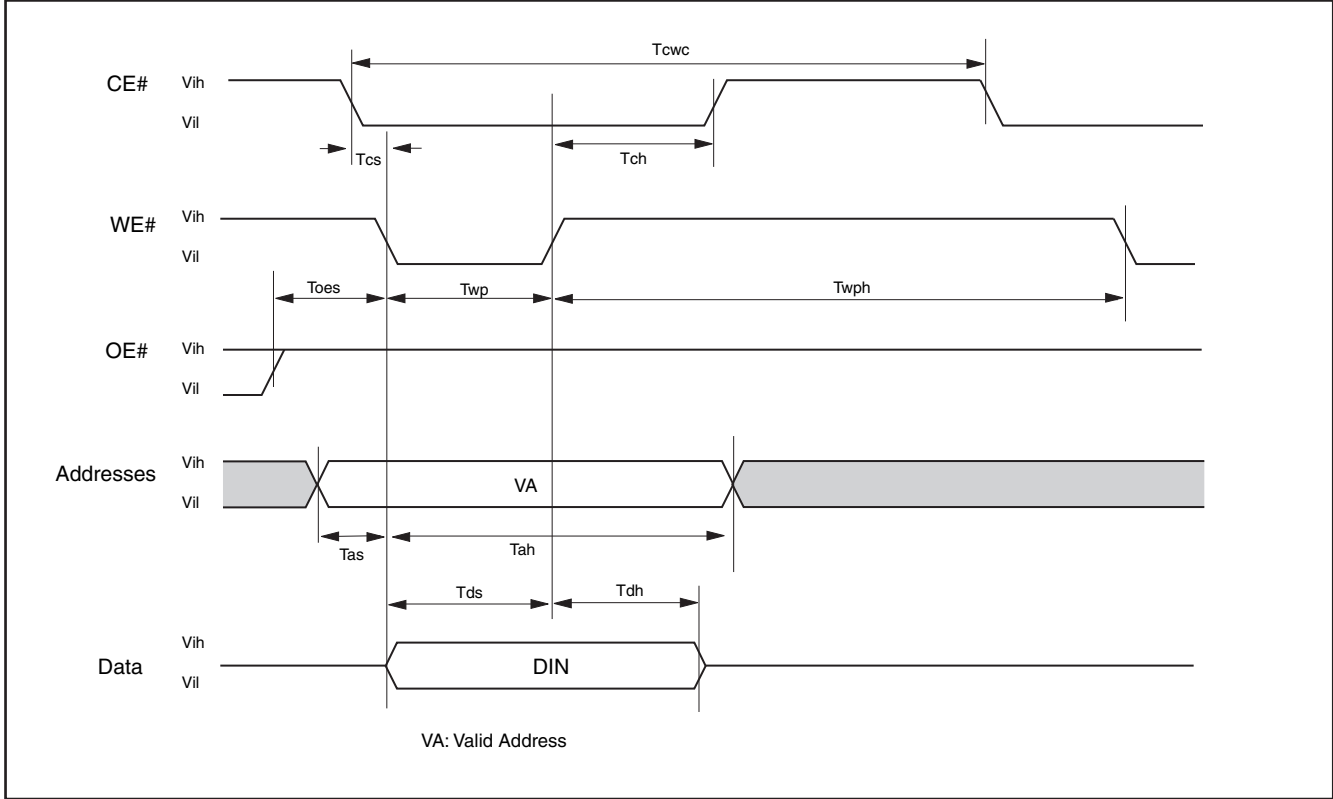 Tcwc
CE# Vih
Vil
Tcs
Tch
WE# Vih
Vil
Toes
Twp
Twph
OE# Vih
Vil
Addresses Vih
VA
Vil
Tas
Tah
Tds
Tdh
Vih
Data
DIN
Vil
VA: Valid Address